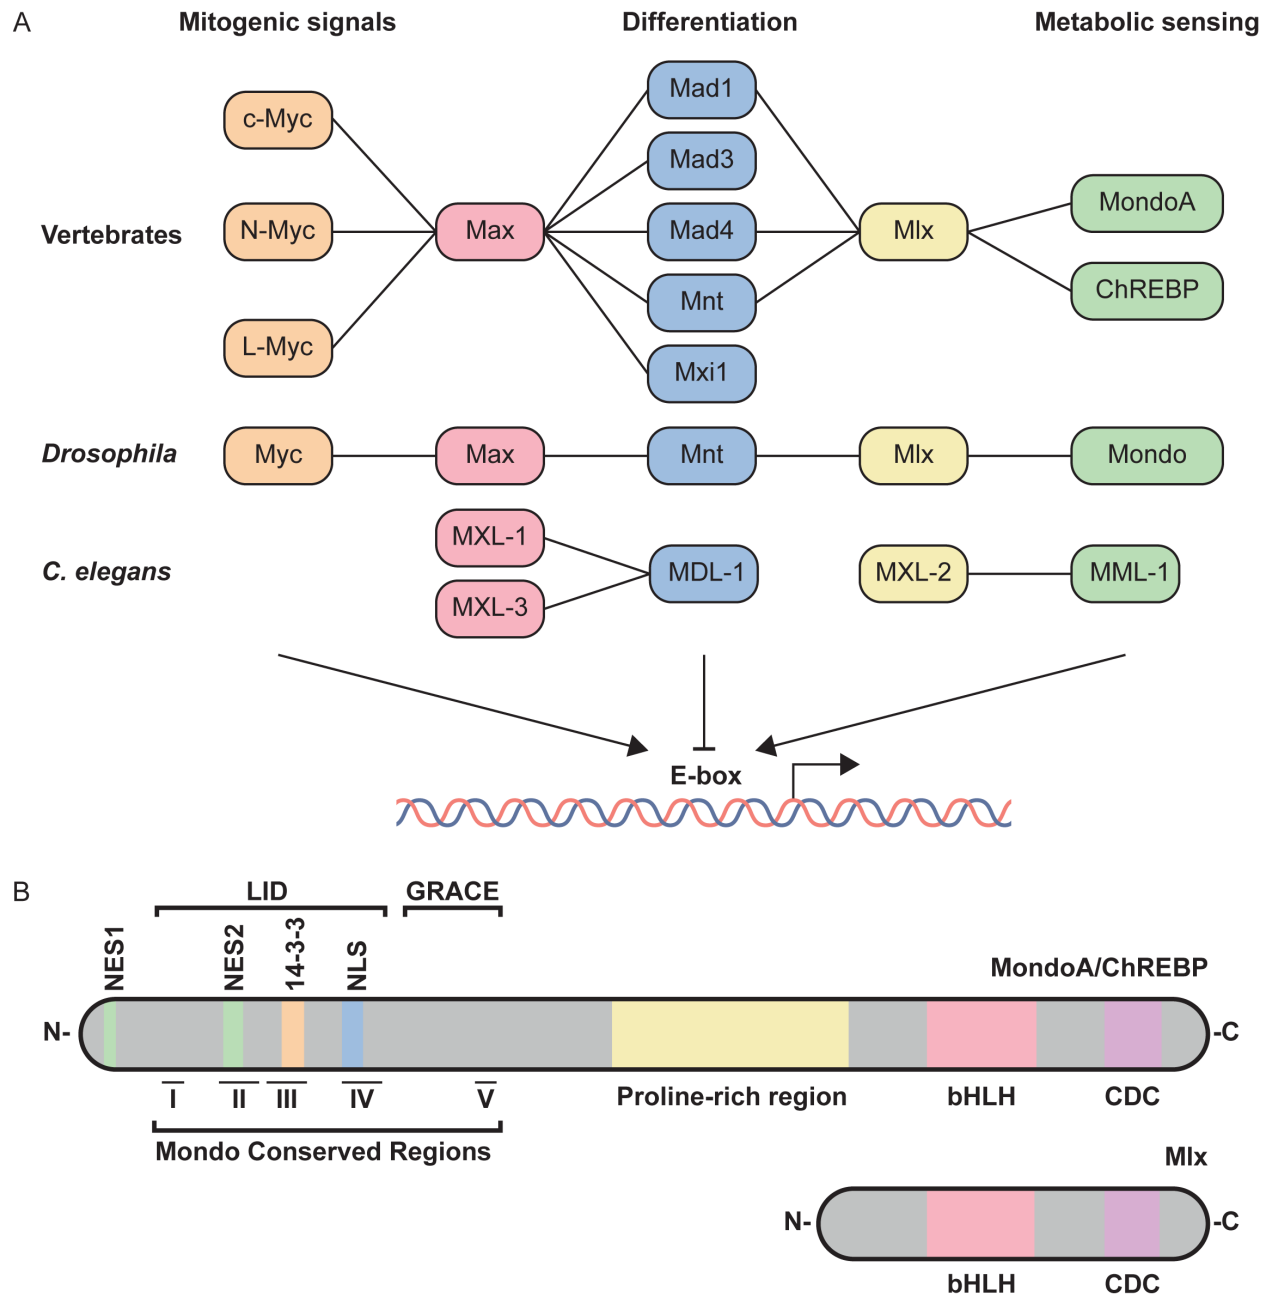 A
Mitogenic signals
Differentiation
Metabolic sensing
Mad1
c-Myc
Mad3
MondoA
Vertebrates
N-Myc
Max
Mad4
Mlx
ChREBP
Mnt
L-Myc
Mxi1
Drosophila
Myc
Max
Mnt
Mlx
Mondo
MXL-1
C. elegans
MDL-1
MXL-2
MML-1
MXL-3
E-box
B
LID
GRACE
NES1
NES2
14-3-3
NLS
MondoA/ChREBP
N-
-C
I
II
III
IV
V
Proline-rich region
bHLH
CDC
Mondo Conserved Regions
Mlx
N-
-C
bHLH
CDC